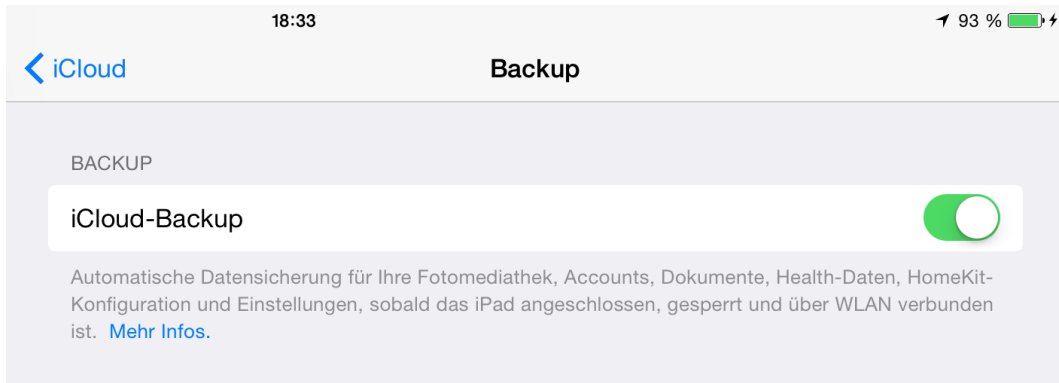 18:33
93 %
iCloud
Backup
BACKUP
iCloud-Backup
Automatische Datensicherung für Ihre Fotomediathek, Accounts, Dokumente, Health-Daten, HomeKit-
Konfiguration und Einstellungen, sobald das iPad angeschlossen, gesperrt und über WLAN verbunden
ist. Mehr Infos.